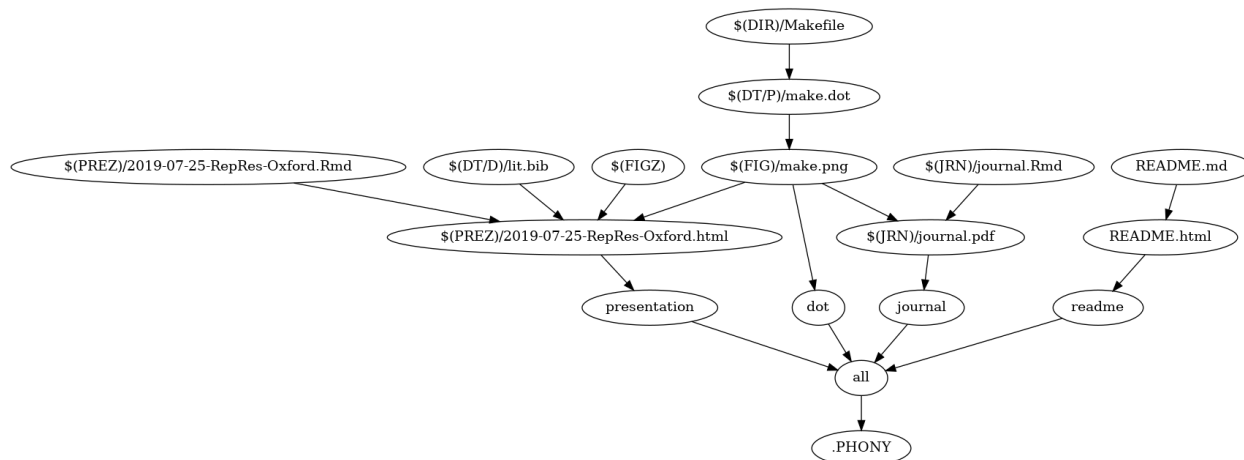 $(DIR)/Makefile
$(DT/P)/make.dot
$(PREZ)/2019-07-25-RepRes-Oxford.Rmd
$(DT/D)/lit.bib
$(FIGZ)
$(FIG)/make.png
$(JRN)/journal.Rmd
README.md
$(PREZ)/2019-07-25-RepRes-Oxford.html
$(JRN)/journal.pdf
README.html
presentation
dot
journal
readme
all
.PHONY